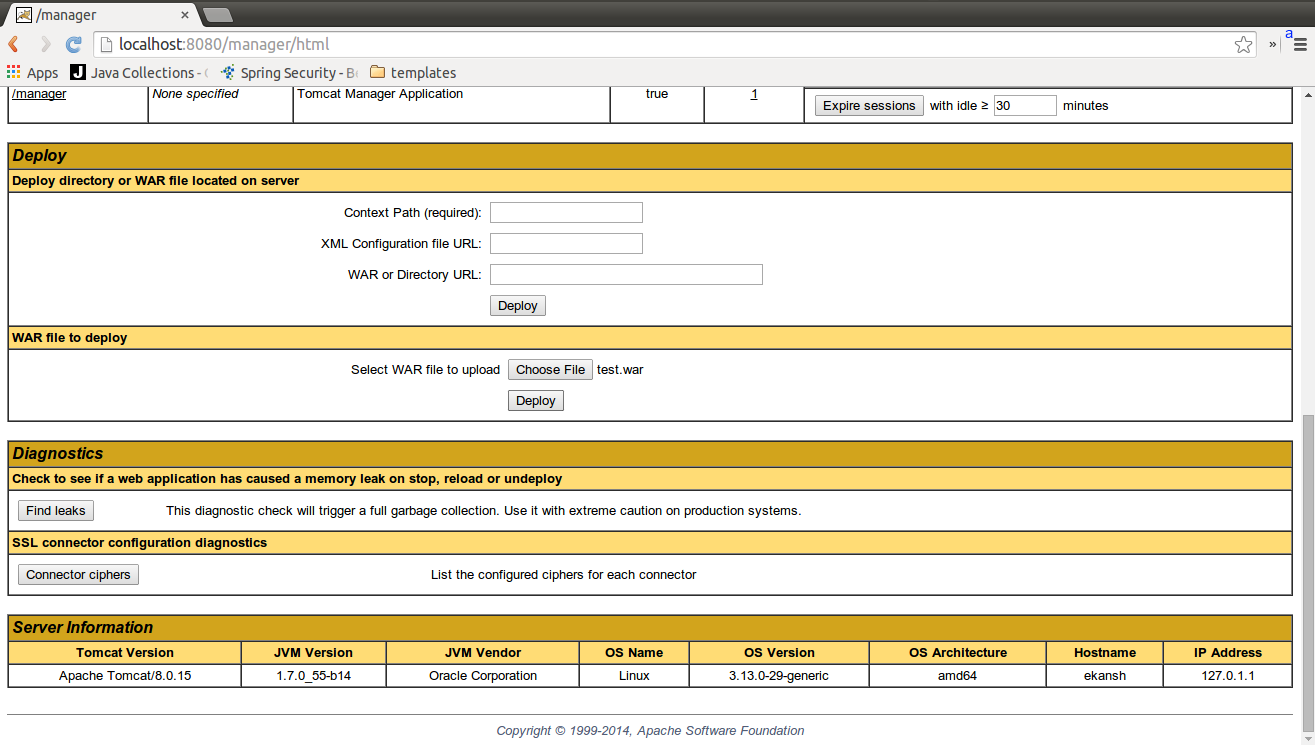 /manager
localhost:8080/manager/html
a
Apps Java Collections - Spring Security - templates
/manager None specified Tomcat Manager Application true 1
Expire sessions with idle ≥ 30 minutes
Deploy
Deploy directory or WAR file located on server
Context Path (required):
XML Configuration file URL:
WAR or Directory URL:
Deploy
WAR file to deploy
Select WAR file to upload Choose File test.war
Deploy
Diagnostics
Check to see if a web application has caused a memory leak on stop, reload or undeploy
Find leaks This diagnostic check will trigger a full garbage collection. Use it with extreme caution on production systems.
SSL connector configuration diagnostics
Connector ciphers List the configured ciphers for each connector
Server Information
Tomcat Version JVM Version JVM Vendor OS Name OS Version OS Architecture Hostname IP Address
Apache Tomcat/8.0.15 1.7.0_55-b14 Oracle Corporation Linux 3.13.0-29-generic amd64 ekansh 127.0.1.1
Copyright © 1999-2014, Apache Software Foundation